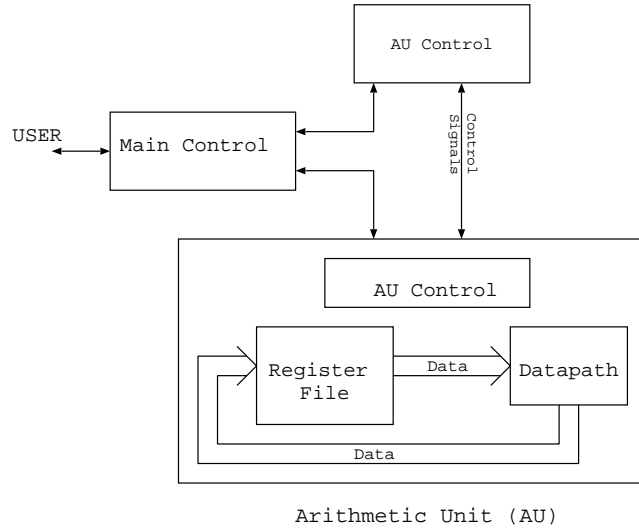 AU Control
USER
Main Control
Control
Signals
AU Control
Register
File
Data
Datapath
Data
Arithmetic Unit (AU)